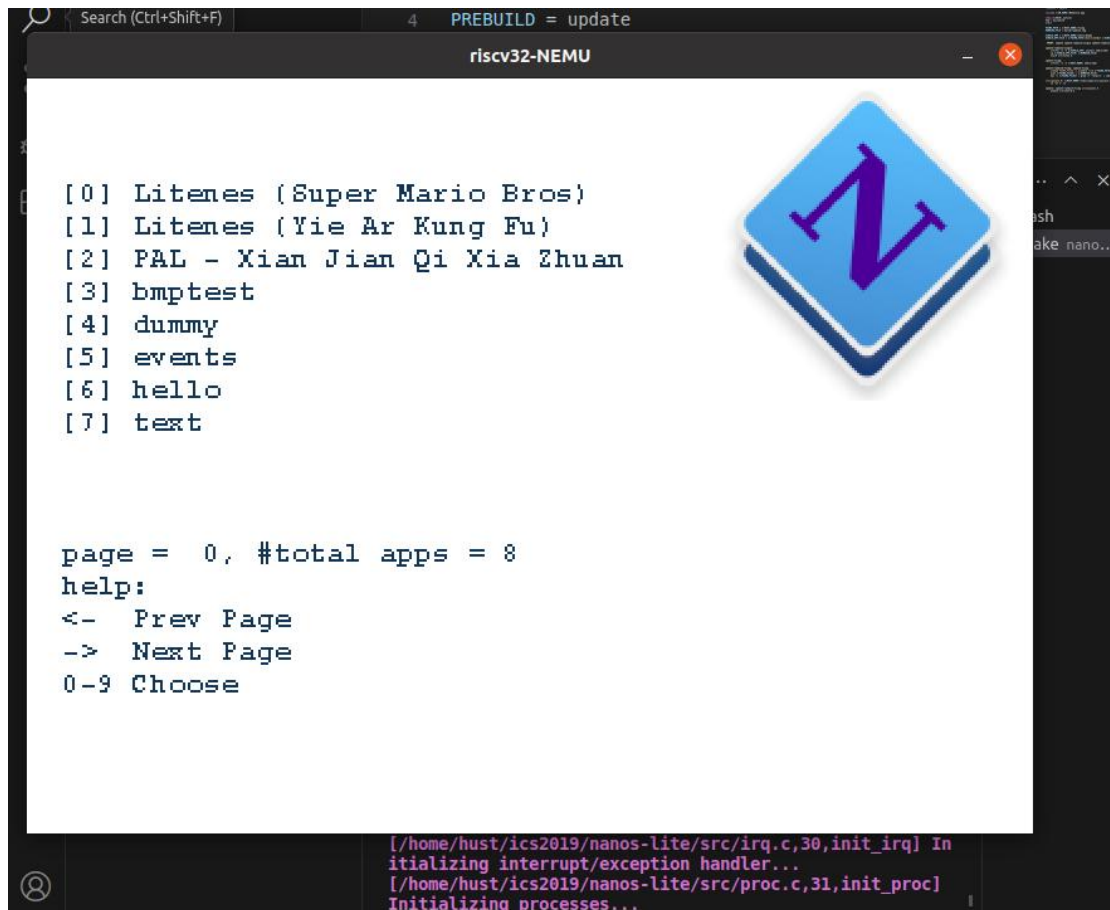 Search (Ctrl+Shift+F)
4 PREBUILD = update
riscv32-NEMU
[0] Litenes (Super Mario Bros)
[1] Litenes (Yie Ar Kung Fu)
[2] PAL - Xian Jian Qi Xia Zhuan
[3] bmptest
[4] dummy
[5] events
[6] hello
[7] text
N
ash
ake nano..
page =  0, #total apps = 8
help:
<-  Prev Page
->  Next Page
0-9 Choose
[/home/hust/ics2019/nanos-lite/src/irq.c,30,init_irq] In
itializing interrupt/exception handler...
[/home/hust/ics2019/nanos-lite/src/proc.c,31,init_proc]
Initializing processes...